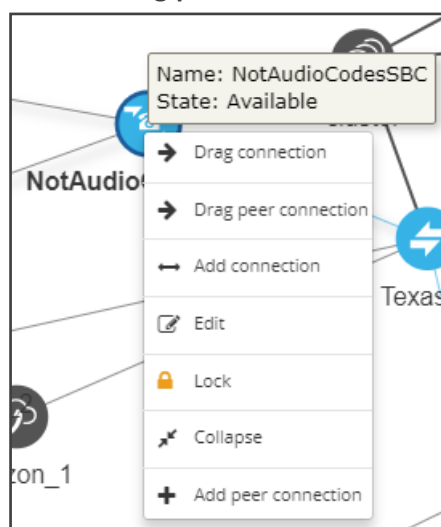 Name: NotAudioCodesSBC
State: Available
NotAudio
Drag connection
Drag peer connection
Add connection
Texas
Edit
Lock
Collapse
zon_1
Add peer connection